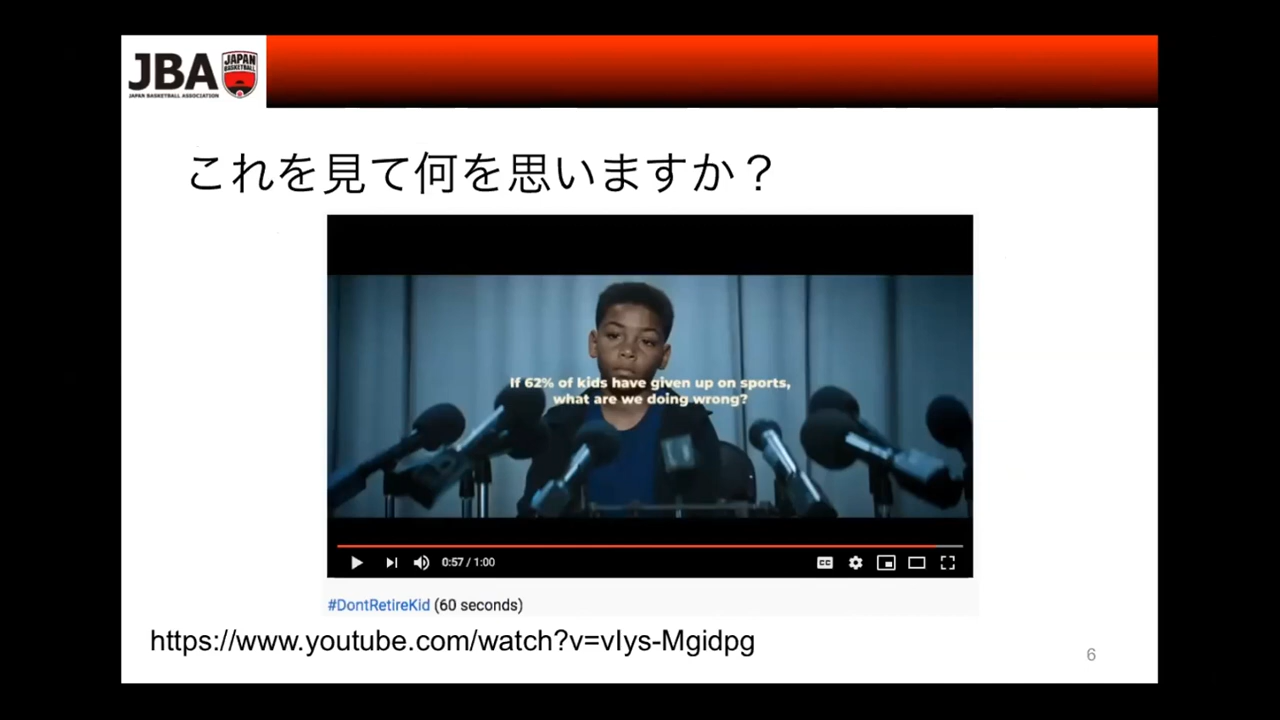 JBA
JAPAN BASKETBALL ASSOCIATION
JAPAN
BASKETBALL
これを見て何を思いますか？
If 62% of kids have given up on sports,
what are we doing wrong?
0:57 / 1:00
CC
#DontRetireKid (60 seconds)
https://www.youtube.com/watch?v=vIys-Mgidpg
6